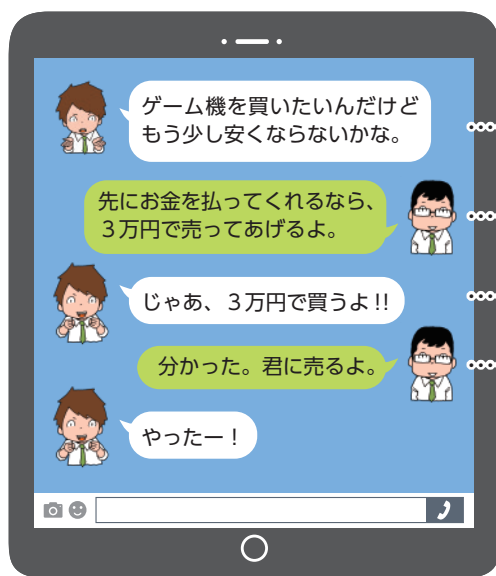 ゲーム機を買いたいんだけど
もう少し安くならないかな。
先にお金を払ってくれるなら、
３万円で売ってあげるよ。
じゃあ、３万円で買うよ!!
分かった。君に売るよ。
やったー！